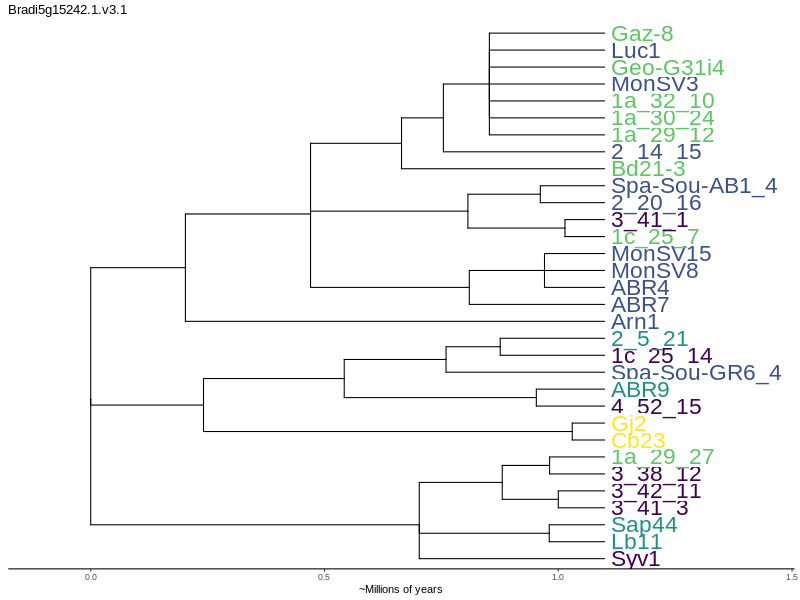 Bradi5g15242.1.v3.1
Gaz-8
Luc1
Geo-G31i4
MonSV3
1a_32_10
1a_30_24
1a_29_12
2_14_15
Bd21-3
Spa-Sou-AB1_4
2_20_16
3_41_1
1c_25_7
MonSV15
MonSV8
ABR4
ABR7
Arn1
2_5_21
1c_25_14
Spa-Sou-GR6_4
ABR9
4_52_15
Gj2
Cb23
1a_29_27
3_38_12
3_42_11
3_41_3
Sap44
Lb11
Syv1
0.0 0.5 1.0 1.5
~Millions of years